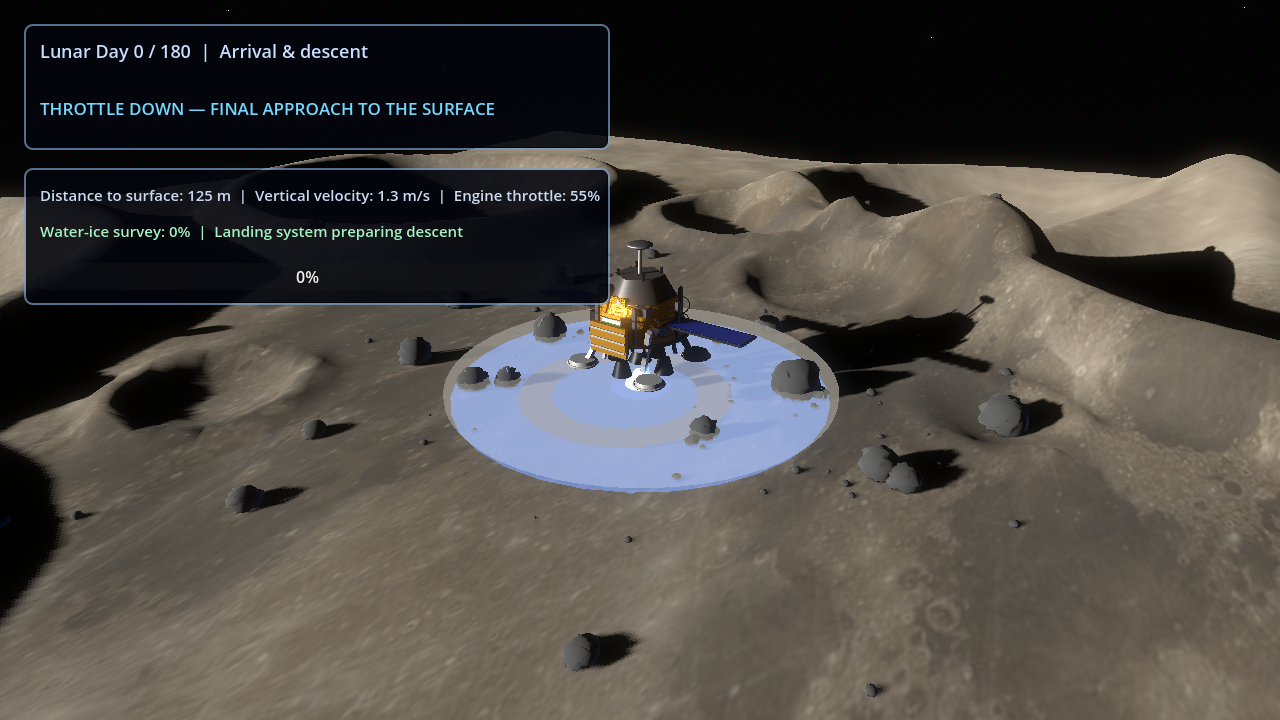 Lunar Day 0 / 180 | Arrival & descent
THROTTLE DOWN — FINAL APPROACH TO THE SURFACE
Distance to surface: 125 m | Vertical velocity: 1.3 m/s | Engine throttle: 55%
Water-ice survey: 0% | Landing system preparing descent
0%